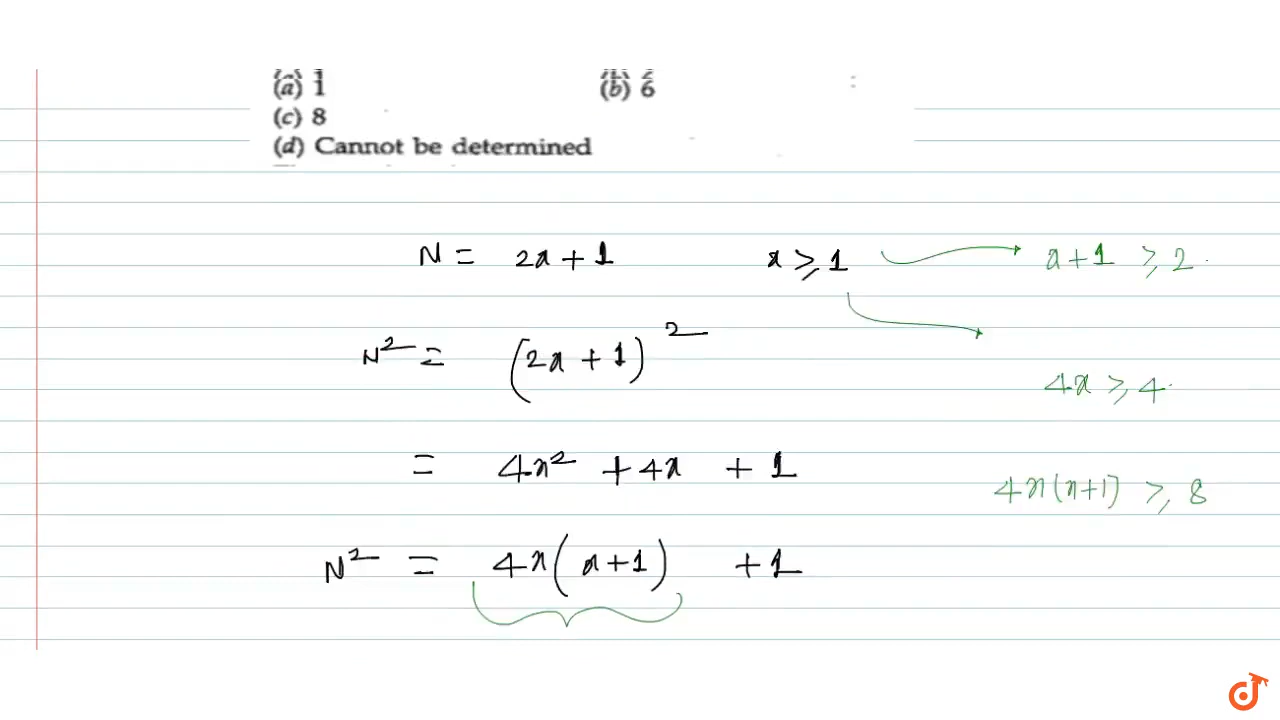 (a) 1 (b) 6
(c) 8
(d) Cannot be determined
N = 2x + 1 x ≥ 1 x + 1 ≥ 2
N² = (2x + 1)²
4x ≥ 4
= 4x² + 4x + 1
4x(x+1) ≥ 8
N² = 4x(x+1) + 1